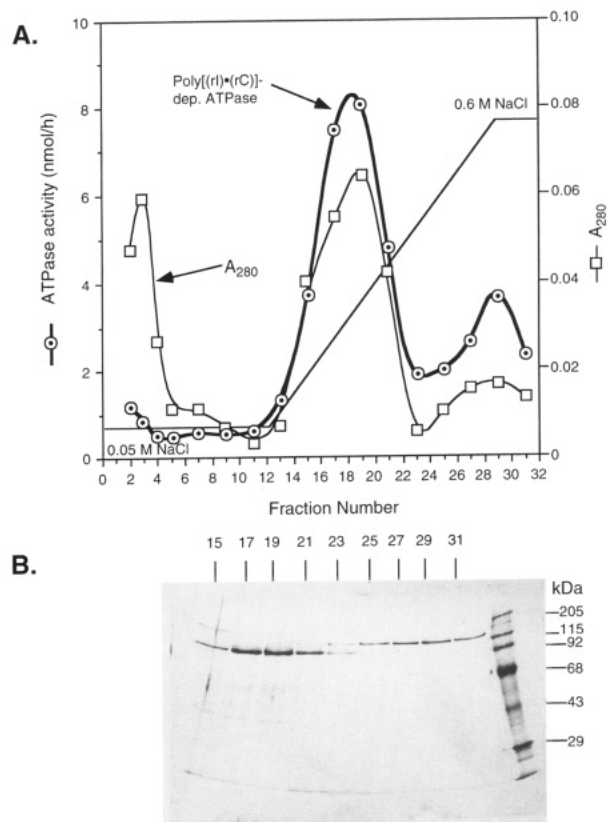 A.
10
8
6
4
2
0
ATPase activity (nmol/h)
Poly[(rI)•(rC)]-
dep. ATPase
A280
0.05 M NaCl
0.6 M NaCl
0.10
0.08
0.06
0.04
0.02
0
A280
0 2 4 6 8 10 12 14 16 18 20 22 24 26 28 30 32
Fraction Number
B.
15 17 19 21 23 25 27 29 31
kDa
205
115
92
68
43
29